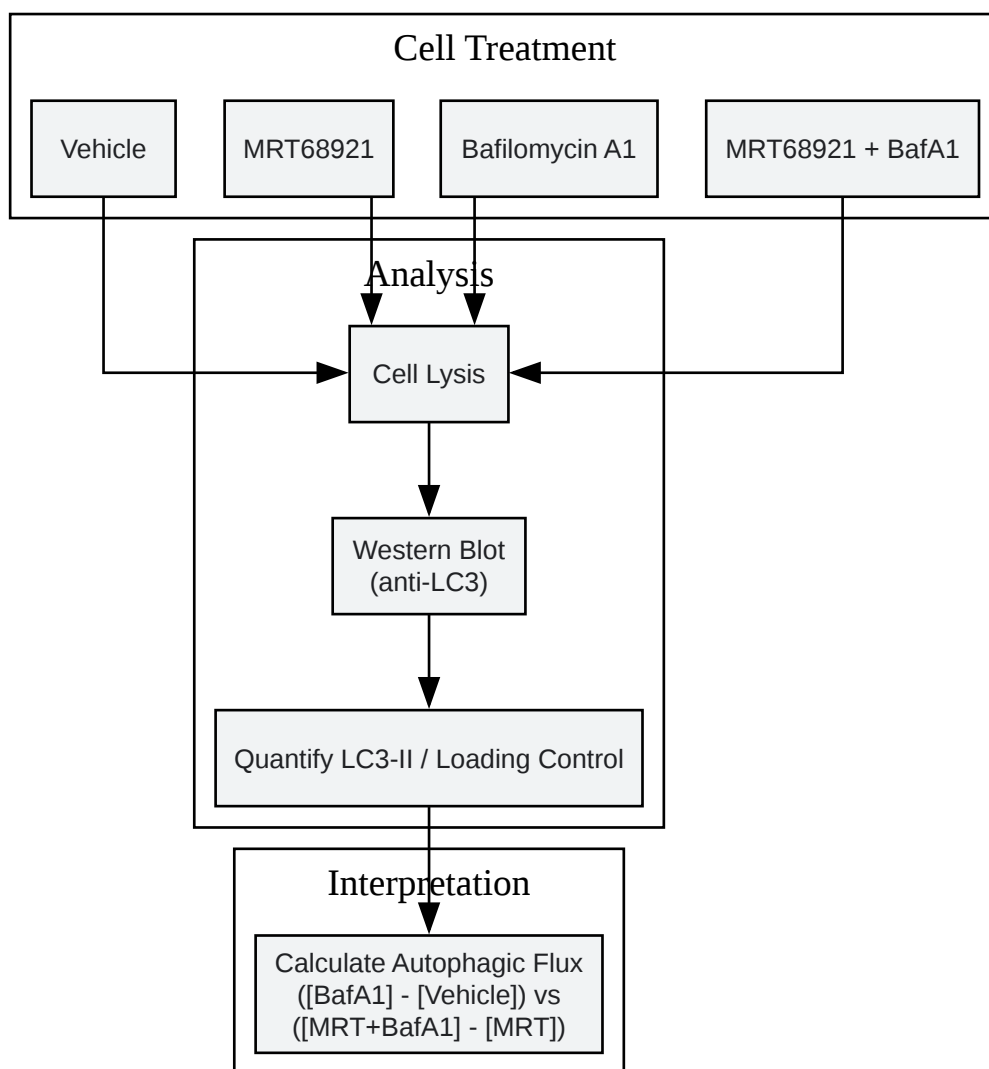 Cell Treatment
Vehicle
MRT68921
Bafilomycin A1
MRT68921 + BafA1
Analysis
Cell Lysis
Western Blot
(anti-LC3)
Quantify LC3-II / Loading Control
Interpretation
Calculate Autophagic Flux
([BafA1] - [Vehicle]) vs
([MRT+BafA1] - [MRT])